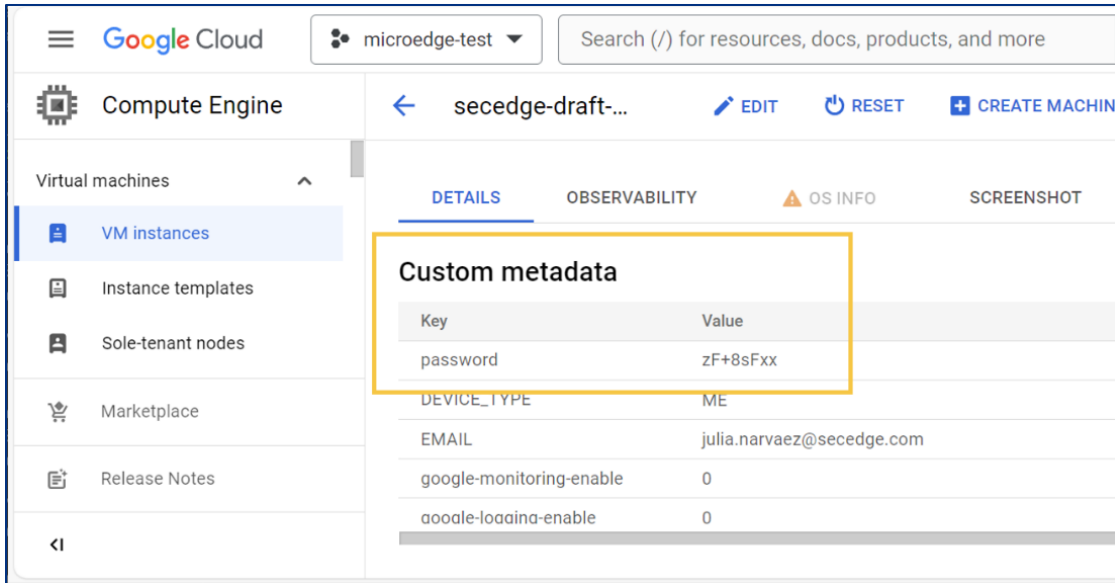 Google Cloud
microedge-test
Search (/) for resources, docs, products, and more
Compute Engine
secedge-draft-...
EDIT
RESET
CREATE MACHIN
Virtual machines
VM instances
Instance templates
Sole-tenant nodes
Marketplace
Release Notes
DETAILS
OBSERVABILITY
OS INFO
SCREENSHOT
Custom metadata
Key Value
password zF+8sFxx
DEVICE_TYPE ME
EMAIL julia.narvaez@secedge.com
google-monitoring-enable 0
google-logging-enable 0